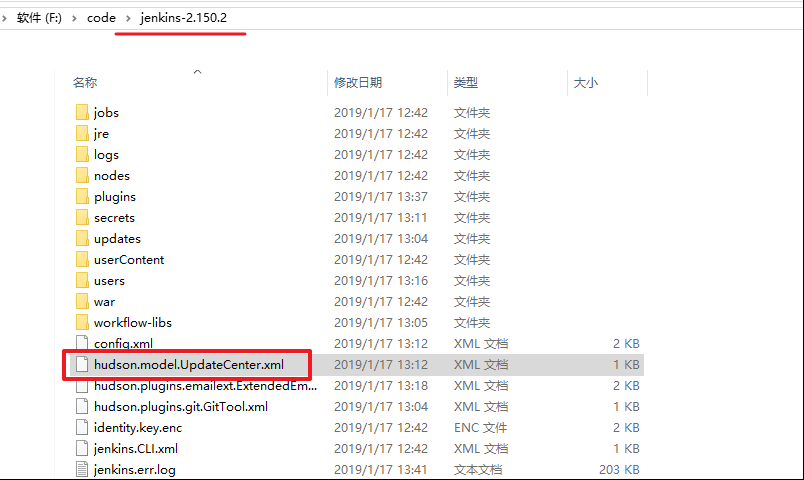 软件 (F:) > code > jenkins-2.150.2
名称 修改日期 类型 大小
jobs 2019/1/17 12:42 文件夹
jre 2019/1/17 12:42 文件夹
logs 2019/1/17 12:42 文件夹
nodes 2019/1/17 12:42 文件夹
plugins 2019/1/17 13:37 文件夹
secrets 2019/1/17 13:11 文件夹
updates 2019/1/17 13:04 文件夹
userContent 2019/1/17 12:42 文件夹
users 2019/1/17 13:16 文件夹
war 2019/1/17 12:42 文件夹
workflow-libs 2019/1/17 13:05 文件夹
config.xml 2019/1/17 13:12 XML 文档 2 KB
hudson.model.UpdateCenter.xml 2019/1/17 13:12 XML 文档 1 KB
hudson.plugins.emailext.ExtendedEm... 2019/1/17 13:18 XML 文档 2 KB
hudson.plugins.git.GitTool.xml 2019/1/17 13:04 XML 文档 1 KB
identity.key.enc 2019/1/17 12:42 ENC 文件 2 KB
jenkins.CLI.xml 2019/1/17 12:42 XML 文档 1 KB
jenkins.err.log 2019/1/17 13:41 文本文档 203 KB